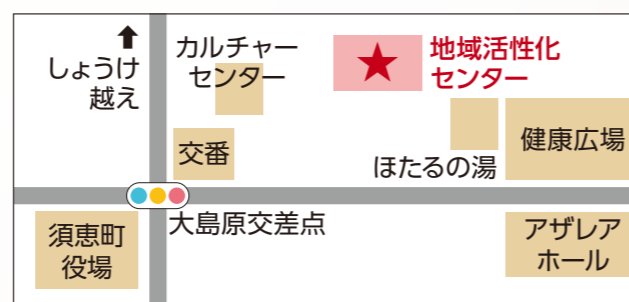 しょうけ
越え
カルチャー
センター
地域活性化
センター
交番
ほたるの湯
健康広場
大島原交差点
須恵町
役場
アザレア
ホール